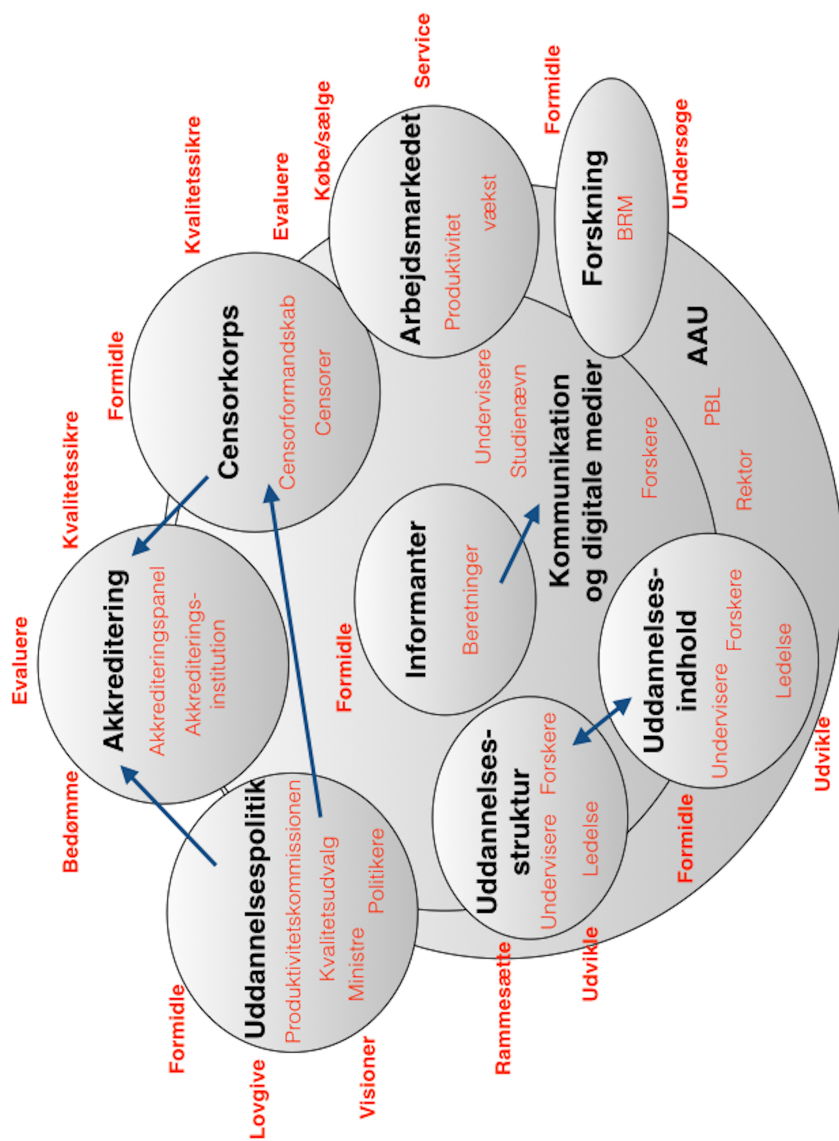 Formidle
Lovgive
Visioner
Uddannelsespolitik
Produktivitetskommissionen
Kvalitetsudvalg
Ministre
Politikere
Bedømme
Evaluere
Kvalitetssikre
Akkreditering
Akkrediteringspanel
Akkrediterings-
institution
Formidle
Kvalitetssikre
Evaluere
Censorkorps
Censorformandskab
Censorer
Købe/sælge
Service
Arbejdsmarkedet
Produktivitet
vækst
Formidle
Undersøge
Forskning
BRM
Formidle
Informanter
Beretninger
Undervisere
Studienævn
Kommunikation
og digitale medier
Forskere
AAU
PBL
Rektor
Rammesætte
Udvikle
Uddannelses-
struktur
Undervisere
Forskere
Ledelse
Formidle
Udvikle
Uddannelses-
indhold
Undervisere
Forskere
Ledelse